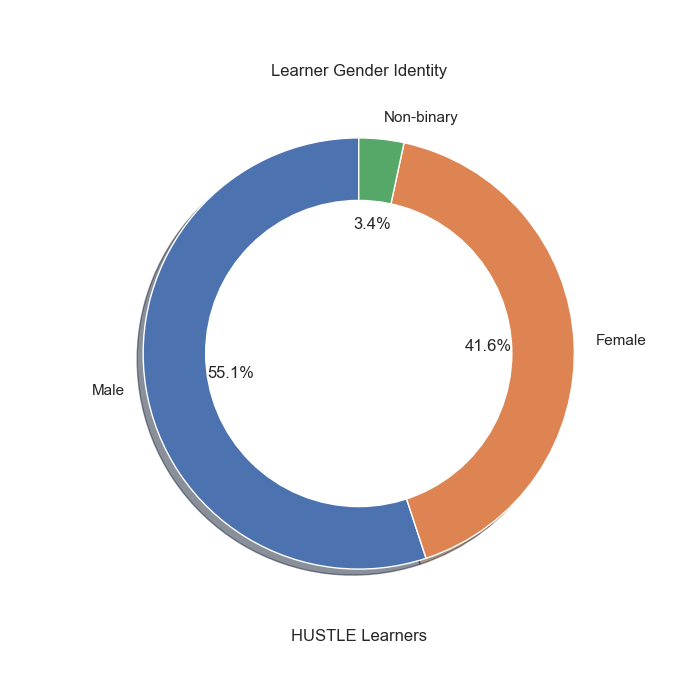 Learner Gender Identity
Non-binary
3.4%
Female
41.6%
55.1%
Male
HUSTLE Learners